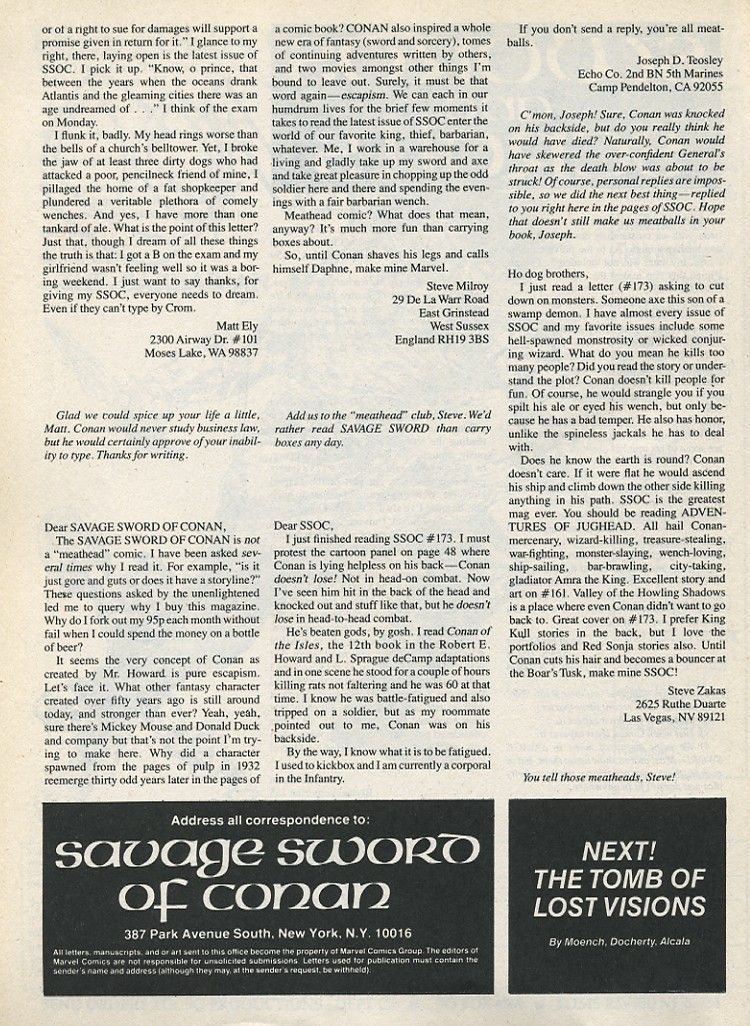 or of a right to sue for damages will support a
promise given in return for it." I glance to my
right, there, laying open is the latest issue of
SSOC. I pick it up. "Know, o prince, that
between the years when the oceans drank
Atlantis and the gleaming cities there was an
age undreamed of . . ." I think of the exam
on Monday.
I flunk it, badly. My head rings worse than
the bells of a church's belltower. Yet, I broke
the jaw of at least three dirty dogs who had
attacked a poor, pencilneck friend of mine, I
pillaged the home of a fat shopkeeper and
plundered a veritable plethora of comely
wenches. And yes, I have more than one
tankard of ale. What is the point of this letter?
Just that, though I dream of all these things
the truth is that: I got a B on the exam and my
girlfriend wasn't feeling well so it was a bor-
ing weekend. I just want to say thanks, for
giving my SSOC, everyone needs to dream.
Even if they can't type by Crom.
Matt Ely
2300 Airway Dr. #101
Moses Lake, WA 98837
Glad we could spice up your life a little,
Matt. Conan would never study business law,
but he would certainly approve of your inabil-
ity to type. Thanks for writing.
Dear SAVAGE SWORD OF CONAN,
The SAVAGE SWORD OF CONAN is not
a "meathead" comic. I have been asked sev-
eral times why I read it. For example, "is it
just gore and guts or does it have a storyline?"
These questions asked by the unenlightened
led me to query why I buy this magazine.
Why do I fork out my 95p each month without
fail when I could spend the money on a bottle
of beer?
It seems the very concept of Conan as
created by Mr. Howard is pure escapism.
Let's face it. What other fantasy character
created over fifty years ago is still around
today, and stronger than ever? Yeah, yeah,
sure there's Mickey Mouse and Donald Duck
and company but that's not the point I'm try-
ing to make here. Why did a character
spawned from the pages of pulp in 1932
reemerge thirty odd years later in the pages of
a comic book? CONAN also inspired a whole
new era of fantasy (sword and sorcery), tomes
of continuing adventures written by others,
and two movies amongst other things I'm
bound to leave out. Surely, it must be that
word again—escapism. We can each in our
humdrum lives for the brief few moments it
takes to read the latest issue of SSOC enter the
world of our favorite king, thief, barbarian,
whatever. Me, I work in a warehouse for a
living and gladly take up my sword and axe
and take great pleasure in chopping up the odd
soldier here and there and spending the even-
ings with a fair barbarian wench.
Meathead comic? What does that mean,
anyway? It's much more fun than carrying
boxes about.
So, until Conan shaves his legs and calls
himself Daphne, make mine Marvel.
Steve Milroy
29 De La Warr Road
East Grinstead
West Sussex
England RH19 3BS
Add us to the "meathead" club, Steve. We'd
rather read SAVAGE SWORD than carry
boxes any day.
Dear SSOC,
I just finished reading SSOC #173. I must
protest the cartoon panel on page 48 where
Conan is lying helpless on his back—Conan
doesn't lose! Not in head-on combat. Now
I've seen him hit in the back of the head and
knocked out and stuff like that, but he doesn't
lose in head-to-head combat.
He's beaten gods, by gosh. I read Conan of
the Isles, the 12th book in the Robert E.
Howard and L. Sprague deCamp adaptations
and in one scene he stood for a couple of hours
killing rats not faltering and he was 60 at that
time. I know he was battle-fatigued and also
tripped on a soldier, but as my roommate
pointed out to me, Conan was on his
backside.
By the way, I know what it is to be fatigued.
I used to kickbox and I am currently a corporal
in the Infantry.
If you don't send a reply, you're all meat-
balls.
Joseph D. Teosley
Echo Co. 2nd BN 5th Marines
Camp Pendelton, CA 92055
C'mon, Joseph! Sure, Conan was knocked
on his backside, but do you really think he
would have died? Naturally, Conan would
have skewered the over-confident General's
throat as the death blow was about to be
struck! Of course, personal replies are impos-
sible, so we did the next best thing—replied
to you right here in the pages of SSOC. Hope
that doesn't still make us meatballs in your
book, Joseph.
Ho dog brothers,
I just read a letter (#173) asking to cut
down on monsters. Someone axe this son of a
swamp demon. I have almost every issue of
SSOC and my favorite issues include some
hell-spawned monstrosity or wicked conjur-
ing wizard. What do you mean he kills too
many people? Did you read the story or under-
stand the plot? Conan doesn't kill people for
fun. Of course, he would strangle you if you
spilt his ale or eyed his wench, but only be-
cause he has a bad temper. He also has honor,
unlike the spineless jackals he has to deal
with.
Does he know the earth is round? Conan
doesn't care. If it were flat he would ascend
his ship and climb down the other side killing
anything in his path. SSOC is the greatest
mag ever. You should be reading ADVEN-
TURES OF JUGHEAD. All hail Conan-
mercenary, wizard-killing, treasure-stealing,
war-fighting, monster-slaying, wench-loving,
ship-sailing, bar-brawling, city-taking,
gladiator Amra the King. Excellent story and
art on #161. Valley of the Howling Shadows
is a place where even Conan didn't want to go
back to. Great cover on #173. I prefer King
Kull stories in the back, but I love the
portfolios and Red Sonja stories also. Until
Conan cuts his hair and becomes a bouncer at
the Boar's Tusk, make mine SSOC!
Steve Zakas
2625 Ruthe Duarte
Las Vegas, NV 89121
You tell those meatheads, Steve!
Address all correspondence to:
savage sword
of conan
387 Park Avenue South, New York, N.Y. 10016
All letters, manuscripts, and or art sent to this office become the property of Marvel Comics Group. The editors of
Marvel Comics are not responsible for unsolicited submissions. Letters used for publication must contain the
sender's name and address (although they may, at the sender's request, be withheld).
NEXT!
THE TOMB OF
LOST VISIONS
By Moench, Docherty, Alcala